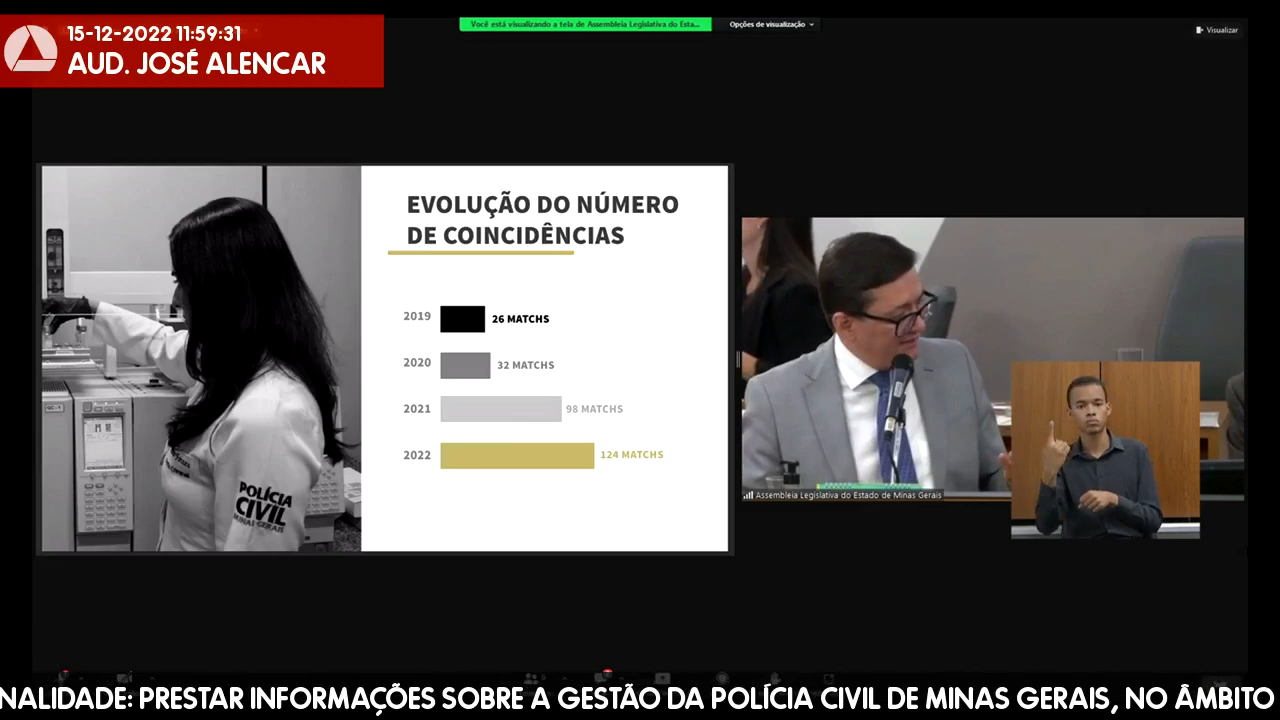 15-12-2022 11:59:31
AUD. JOSÉ ALENCAR
Você está visualizando a tela de Assembleia Legislativa do Esta...
Opções de visualização
Visualizar
EVOLUÇÃO DO NÚMERO
DE COINCIDÊNCIAS
2019 26 MATCHS
2020 32 MATCHS
2021 98 MATCHS
2022 124 MATCHS
POLÍCIA
CIVIL
MINAS GERAIS
Assembleia Legislativa do Estado de Minas Gerais
NALIDADE: PRESTAR INFORMAÇÕES SOBRE A GESTÃO DA POLÍCIA CIVIL DE MINAS GERAIS, NO ÂMBITO